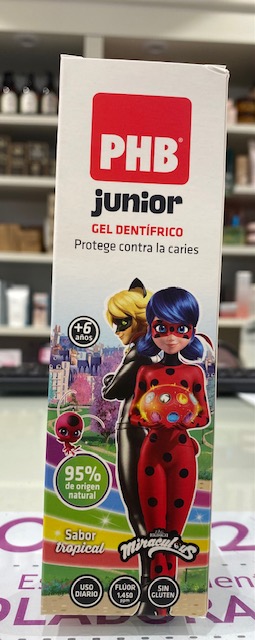 PHB®
junior
GEL DENTÍFRICO
Protege contra la caries
+6
años
95%
de origen
natural
Sabor
tropical
Miraculous
USO
DIARIO
FLÚOR
1.450
ppm
SIN
GLUTEN